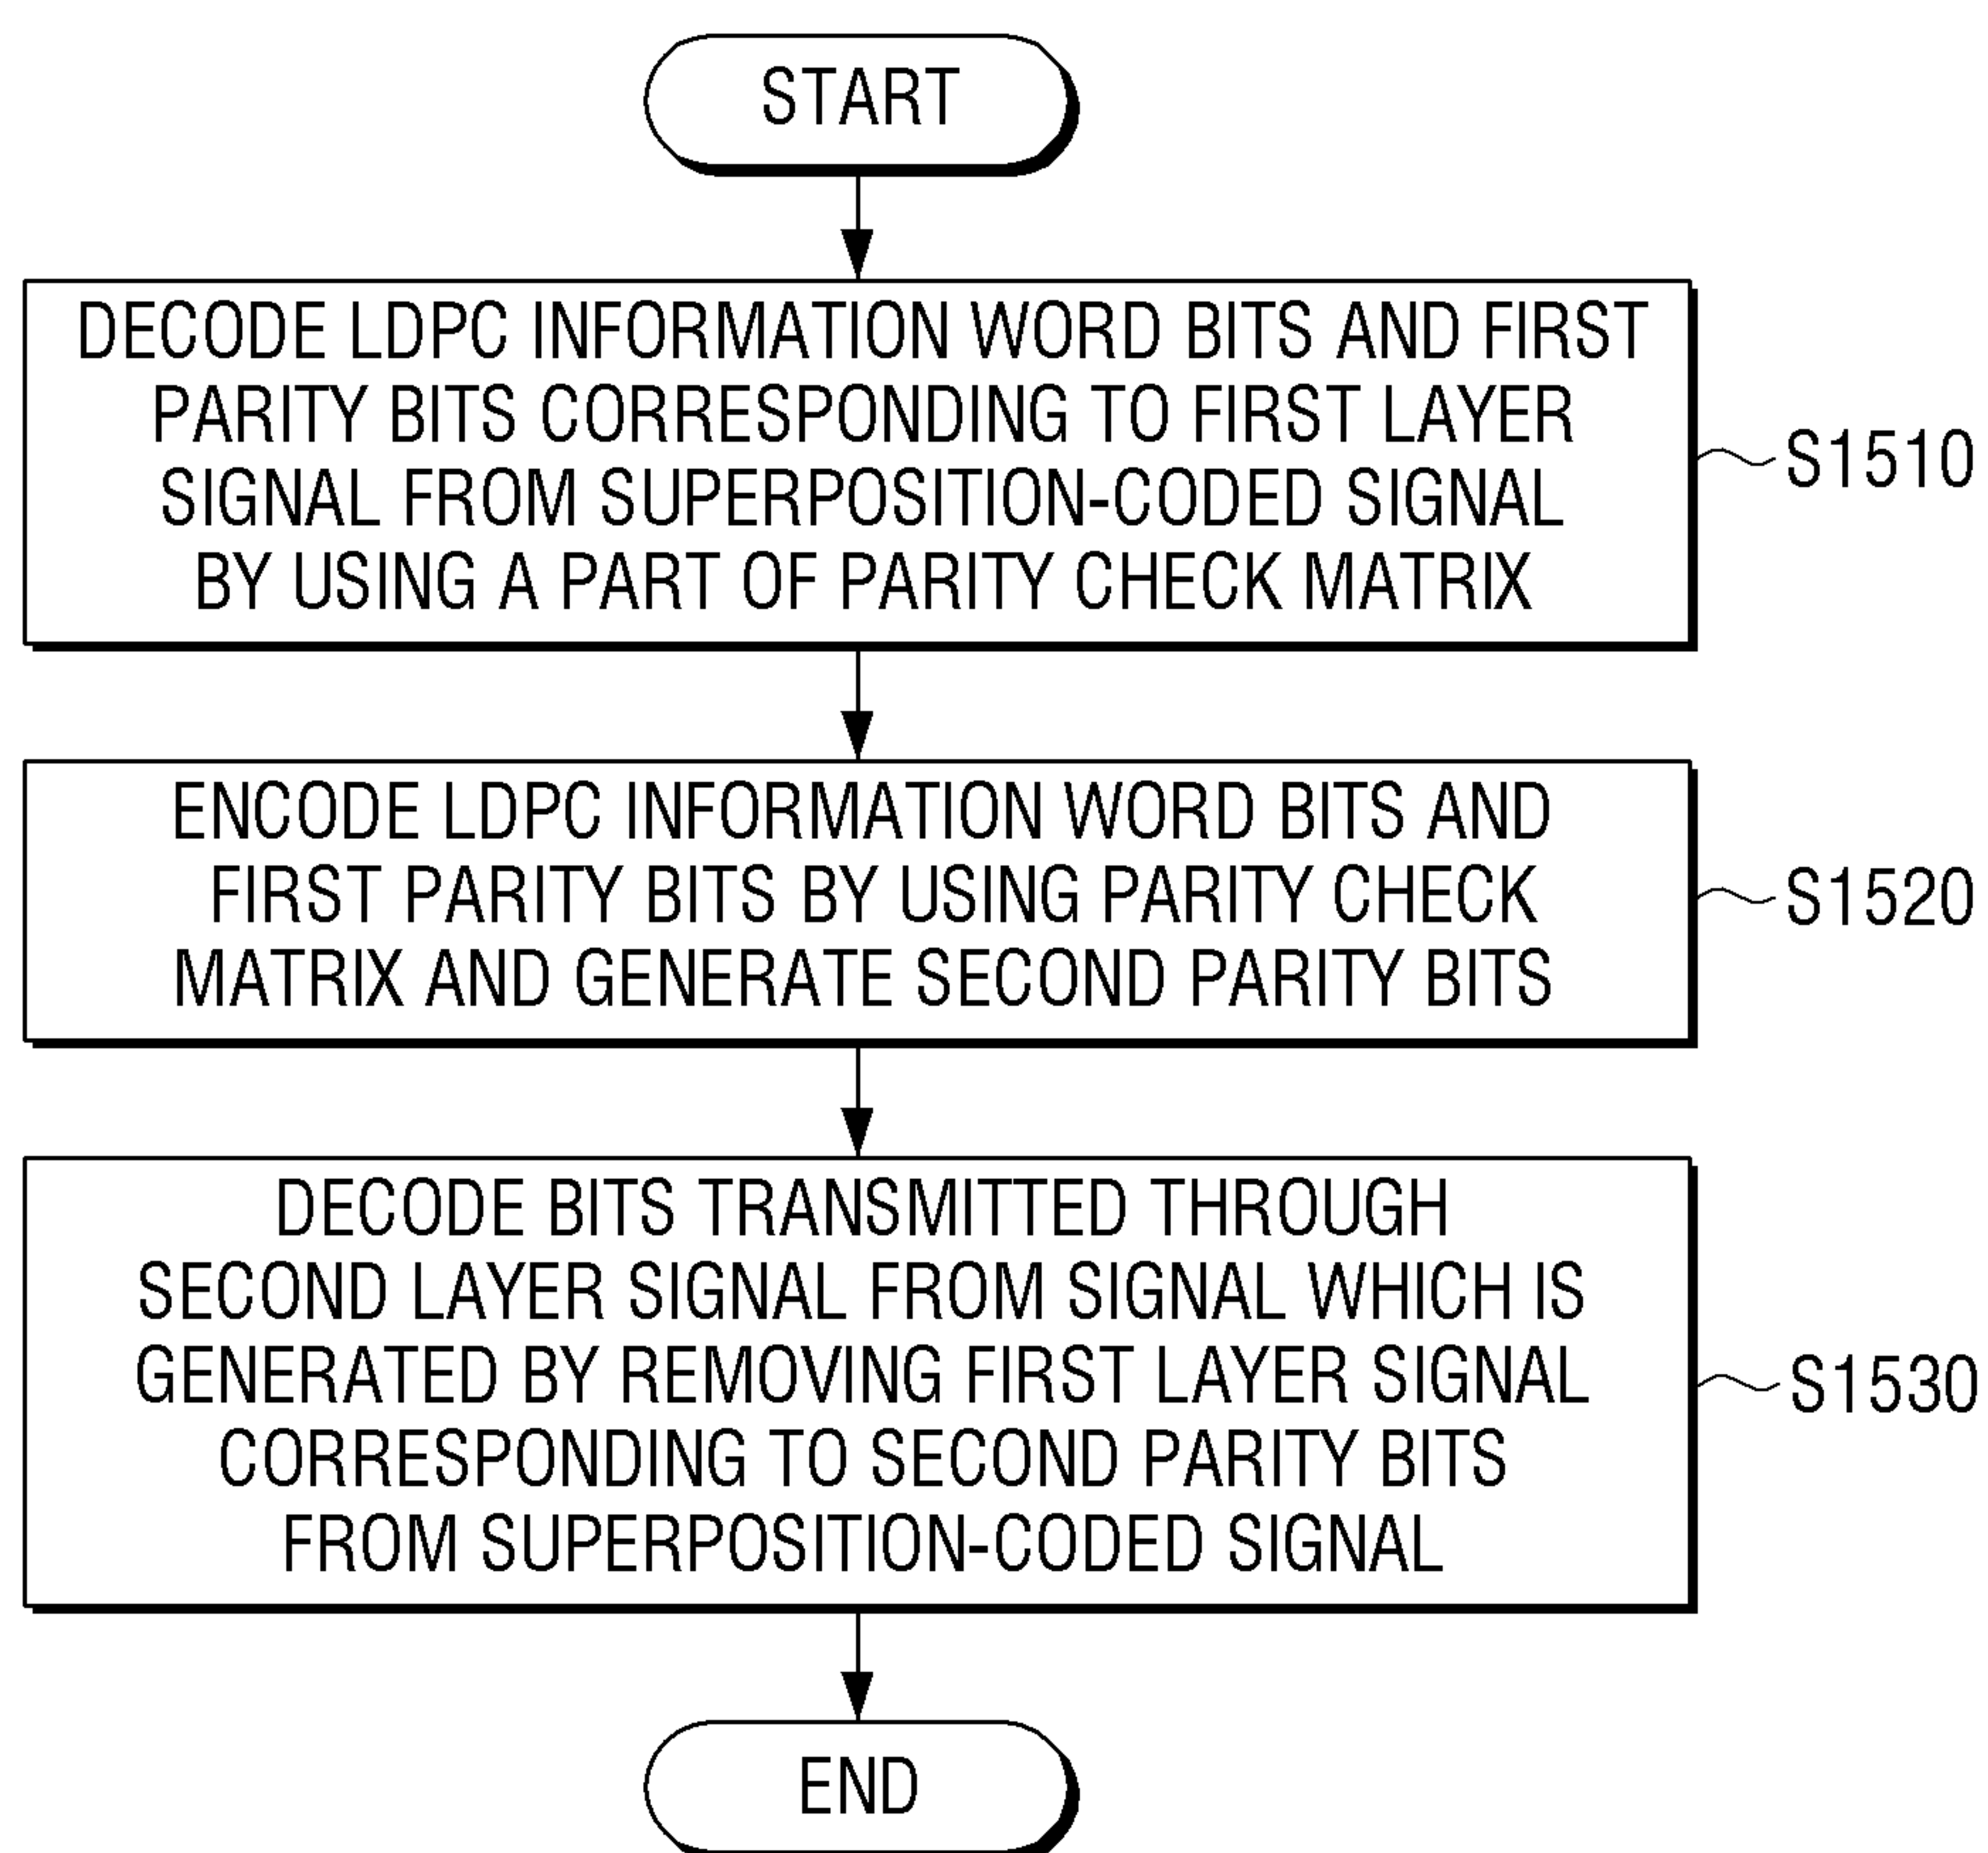 START
DECODE LDPC INFORMATION WORD BITS AND FIRST
PARITY BITS CORRESPONDING TO FIRST LAYER
SIGNAL FROM SUPERPOSITION-CODED SIGNAL
BY USING A PART OF PARITY CHECK MATRIX
S1510
ENCODE LDPC INFORMATION WORD BITS AND
FIRST PARITY BITS BY USING PARITY CHECK
MATRIX AND GENERATE SECOND PARITY BITS
S1520
DECODE BITS TRANSMITTED THROUGH
SECOND LAYER SIGNAL FROM SIGNAL WHICH IS
GENERATED BY REMOVING FIRST LAYER SIGNAL
CORRESPONDING TO SECOND PARITY BITS
FROM SUPERPOSITION-CODED SIGNAL
S1530
END